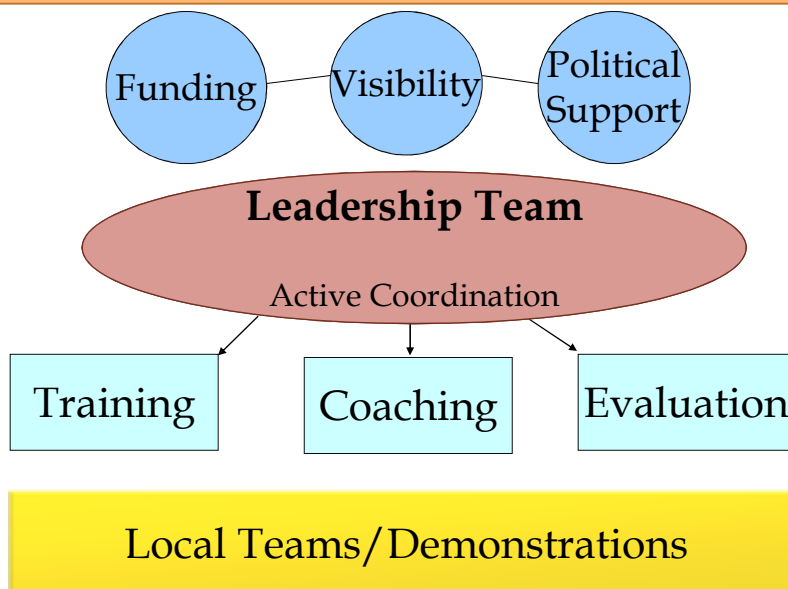 Funding
Visibility
Political
Support
Leadership Team
Active Coordination
Training
Coaching
Evaluation
Local Teams/Demonstrations